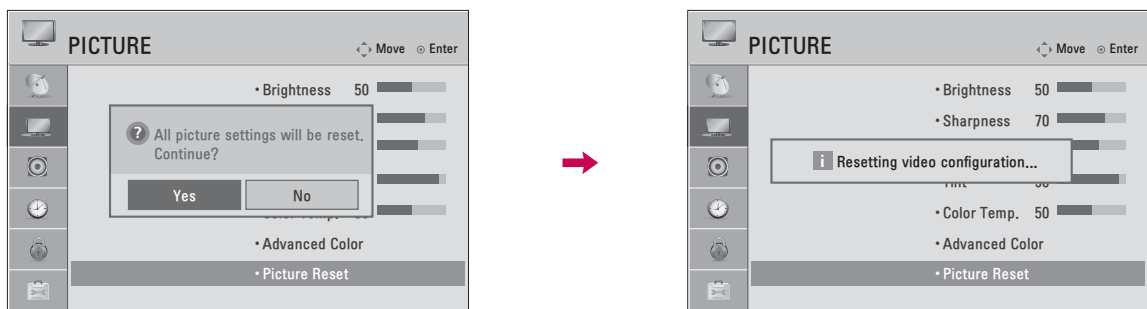 PICTURE
Move ⊙ Enter
• Brightness 50
? All picture settings will be reset.
Continue?
Yes No
• Advanced Color
• Picture Reset
PICTURE
Move ⊙ Enter
• Brightness 50
• Sharpness 70
i Resetting video configuration...
• Color Temp. 50
• Advanced Color
• Picture Reset